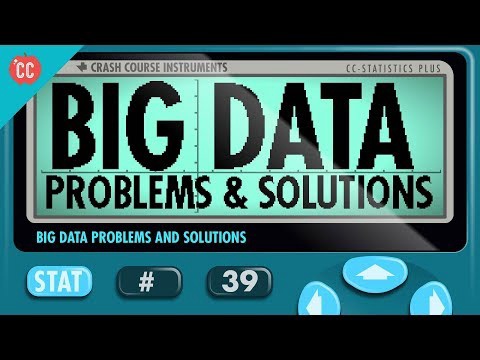 CC
CRASH COURSE INSTRUMENTS
CC-STATISTICS PLUS
BIG DATA
PROBLEMS & SOLUTIONS
BIG DATA PROBLEMS AND SOLUTIONS
STAT
#
39